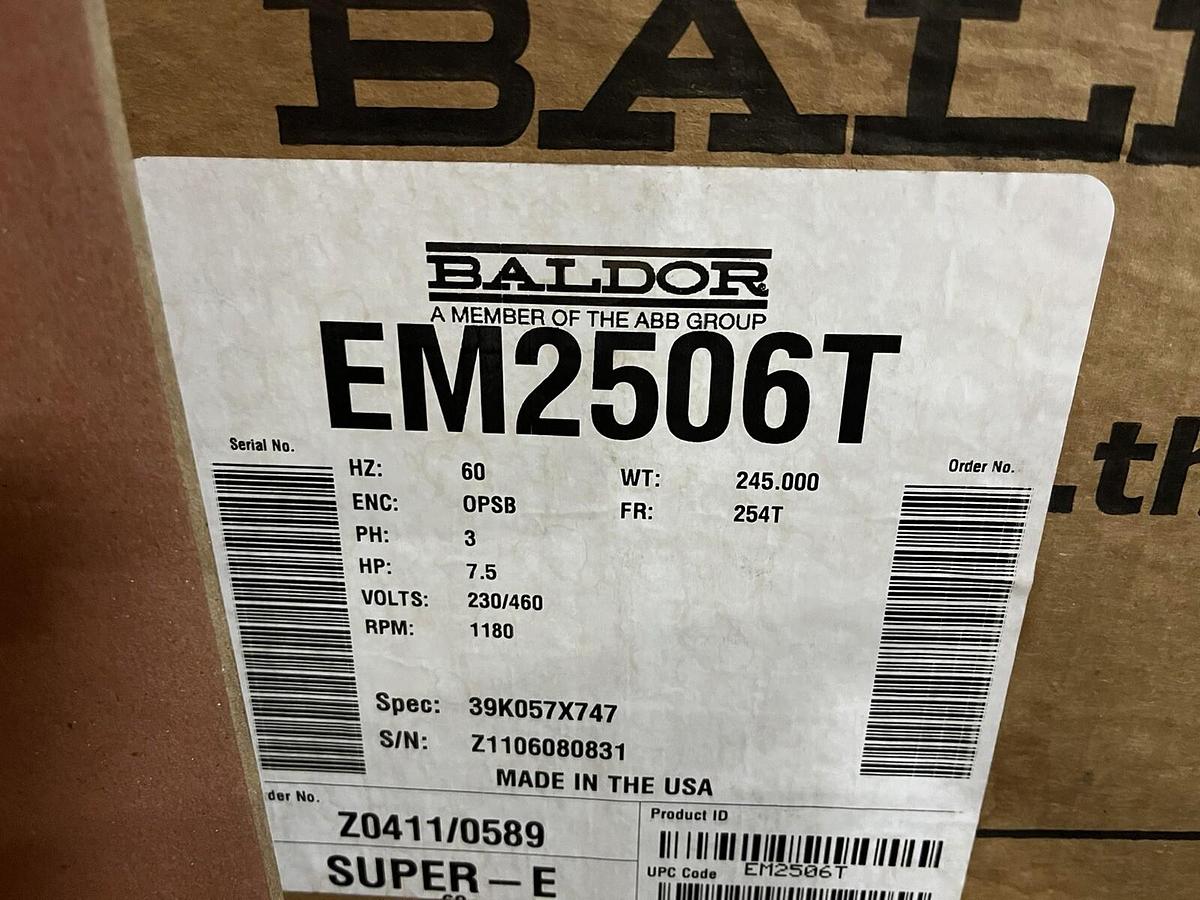 BAL
.th
BALDOR
A MEMBER OF THE ABB GROUP
EM2506T
Serial No.
Order No.
HZ: 60 WT: 245.000
ENC: OPSB FR: 254T
PH: 3
HP: 7.5
VOLTS: 230/460
RPM: 1180
Spec: 39K057X747
S/N: Z1106080831
MADE IN THE USA
der No.
Z0411/0589
SUPER – E
Product ID
EM2506T
UPC Code